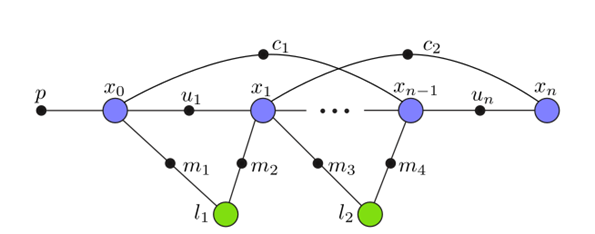 c₁ c₂
p x₀ u₁ x₁ ... xₙ₋₁ uₙ xₙ
m₁ m₂ m₃ m₄
l₁ l₂